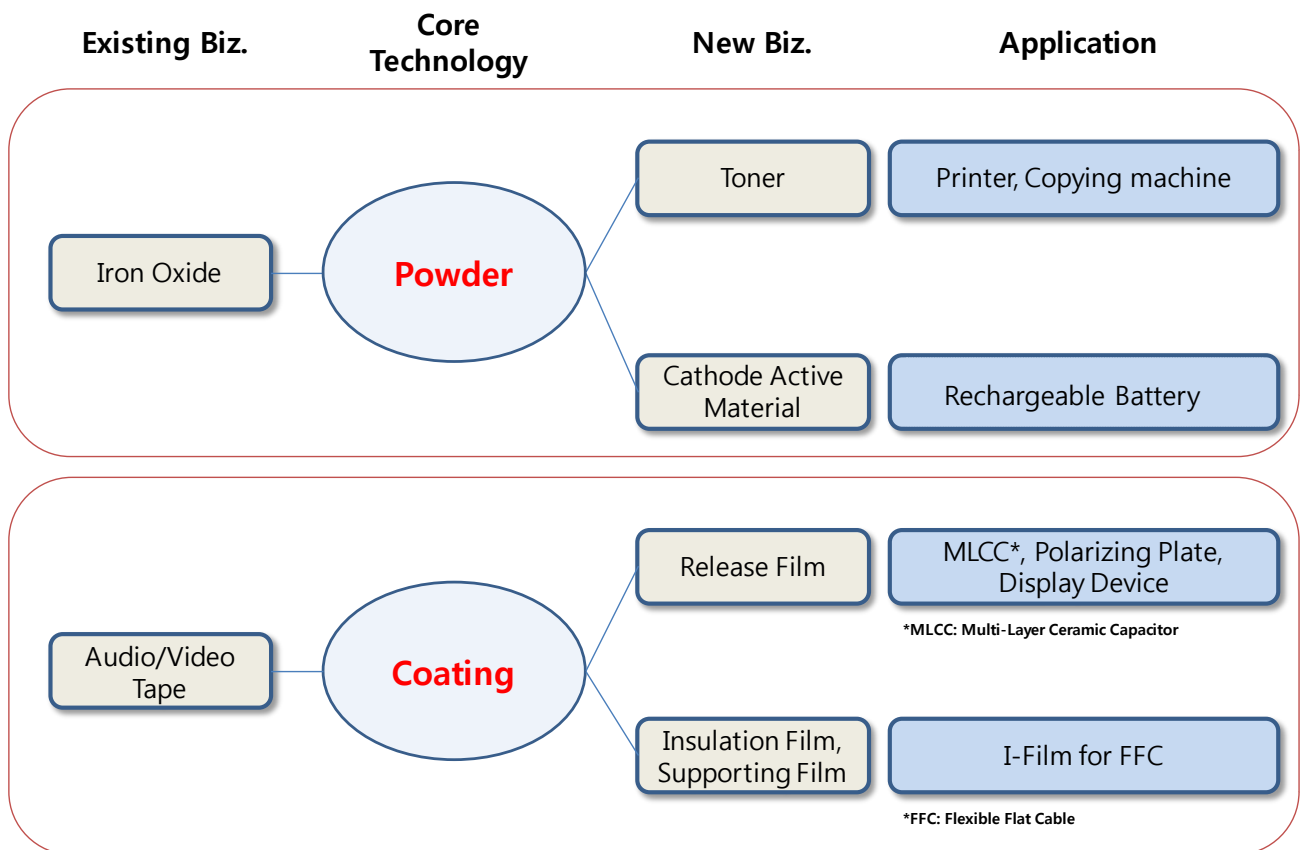 Existing Biz.
Core
Technology
New Biz.
Application
Iron Oxide
Powder
Toner
Printer, Copying machine
Cathode Active
Material
Rechargeable Battery
Audio/Video
Tape
Coating
Release Film
MLCC*, Polarizing Plate,
Display Device
*MLCC: Multi-Layer Ceramic Capacitor
Insulation Film,
Supporting Film
I-Film for FFC
*FFC: Flexible Flat Cable